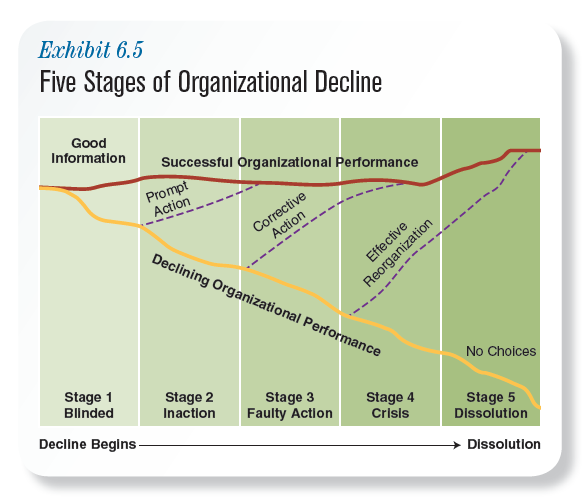 Exhibit 6.5
Five Stages of Organizational Decline
Good
Information
Successful Organizational Performance
Prompt
Action
Corrective
Action
Effective
Reorganization
Declining Organizational Performance
No Choices
Stage 1
Blinded
Stage 2
Inaction
Stage 3
Faulty Action
Stage 4
Crisis
Stage 5
Dissolution
Decline Begins
Dissolution